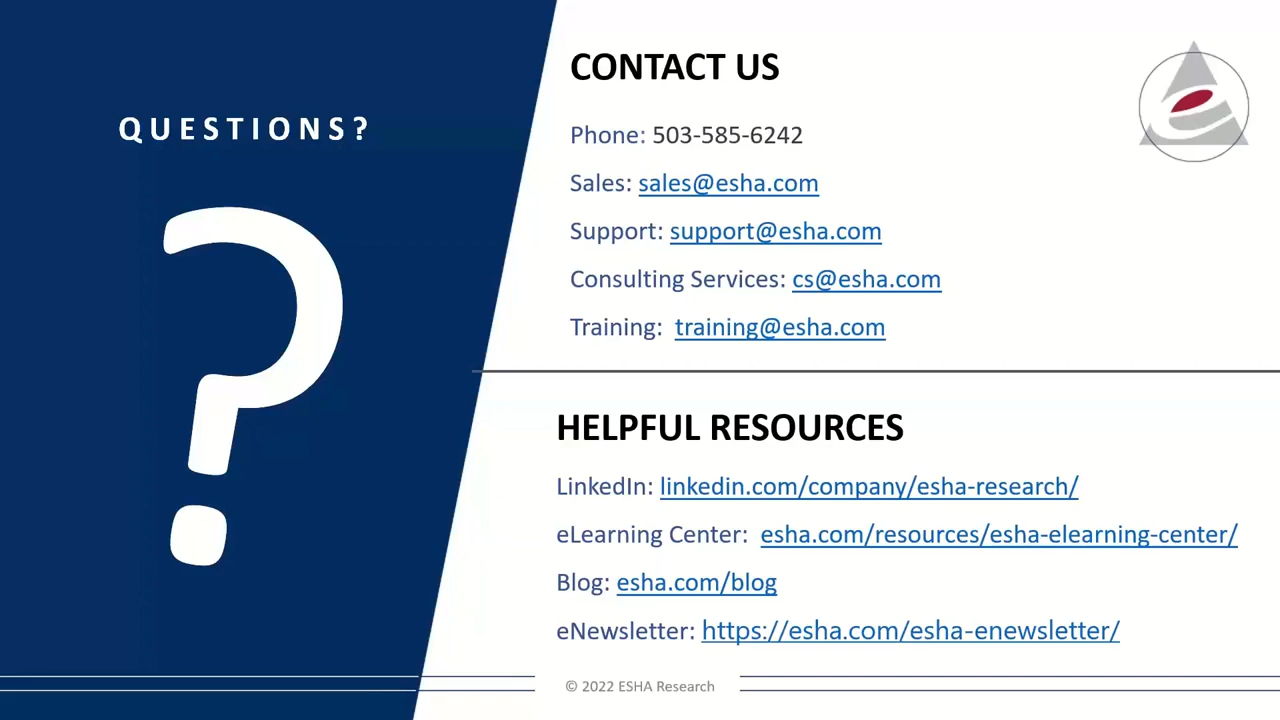 QUESTIONS?
?
CONTACT US
Phone: 503-585-6242
Sales: sales@esha.com
Support: support@esha.com
Consulting Services: cs@esha.com
Training: training@esha.com
HELPFUL RESOURCES
LinkedIn: linkedin.com/company/esha-research/
eLearning Center: esha.com/resources/esha-elearning-center/
Blog: esha.com/blog
eNewsletter: https://esha.com/esha-enewsletter/
© 2022 ESHA Research